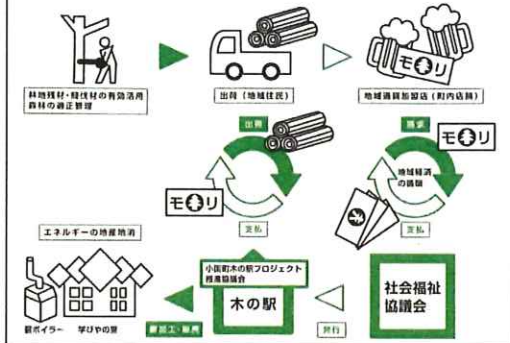 林地残材・間伐材の有効活用
森林の適正管理
出荷(地域住民)
地域通貨加盟店(町内店舗)
モリ
出荷
モリ
支払
請求
モリ
地域経済
の循環
支払
エネルギーの地産地消
薪ボイラー
学びやの里
薪加工・販売
小国町木の駅プロジェクト
推進協議会
木の駅
発行
社会福祉
協議会